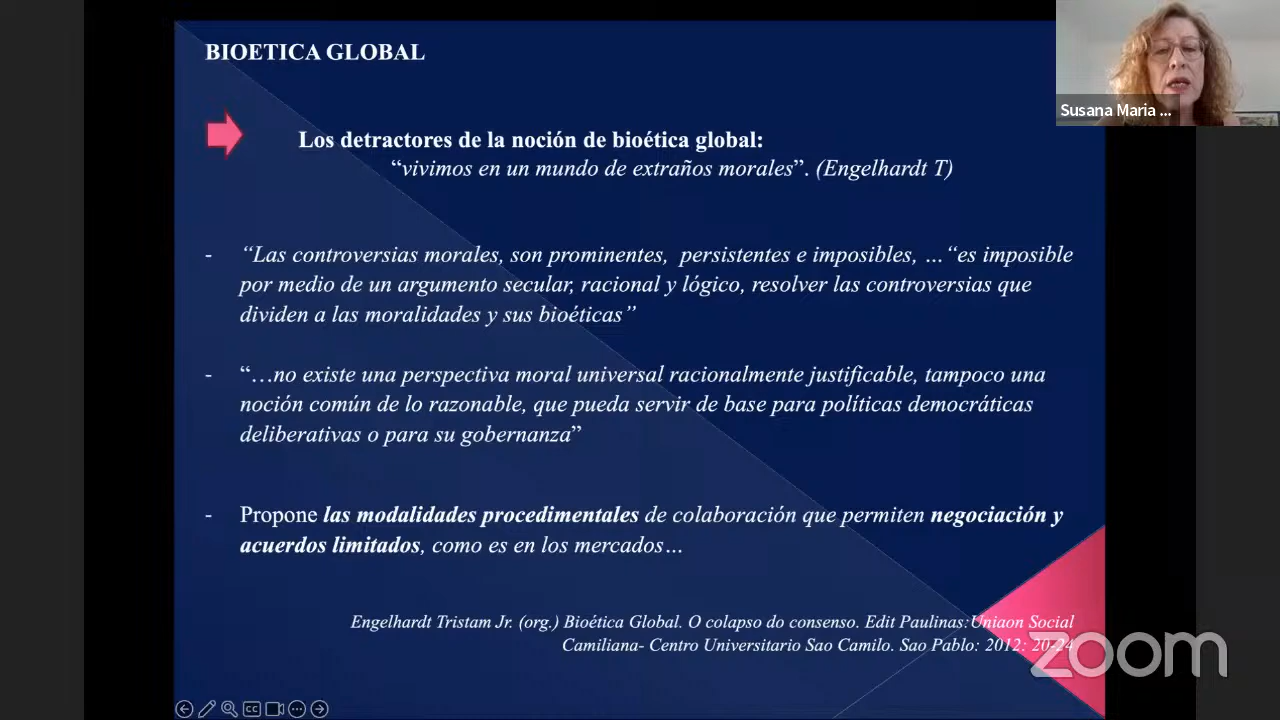 BIOETICA GLOBAL
Susana Maria ...
Los detractores de la noción de bioética global:
“vivimos en un mundo de extraños morales”. (Engelhardt T)
- “Las controversias morales, son prominentes, persistentes e imposibles, …“es imposible
por medio de un argumento secular, racional y lógico, resolver las controversias que
dividen a las moralidades y sus bioéticas”
- “…no existe una perspectiva moral universal racionalmente justificable, tampoco una
noción común de lo razonable, que pueda servir de base para políticas democráticas
deliberativas o para su gobernanza”
- Propone las modalidades procedimentales de colaboración que permiten negociación y
acuerdos limitados, como es en los mercados…
Engelhardt Tristam Jr. (org.) Bioética Global. O colapso do consenso. Edit Paulinas:Uniaon Social
Camiliana- Centro Universitario Sao Camilo. Sao Pablo: 2012: 20-24
zoom
CC